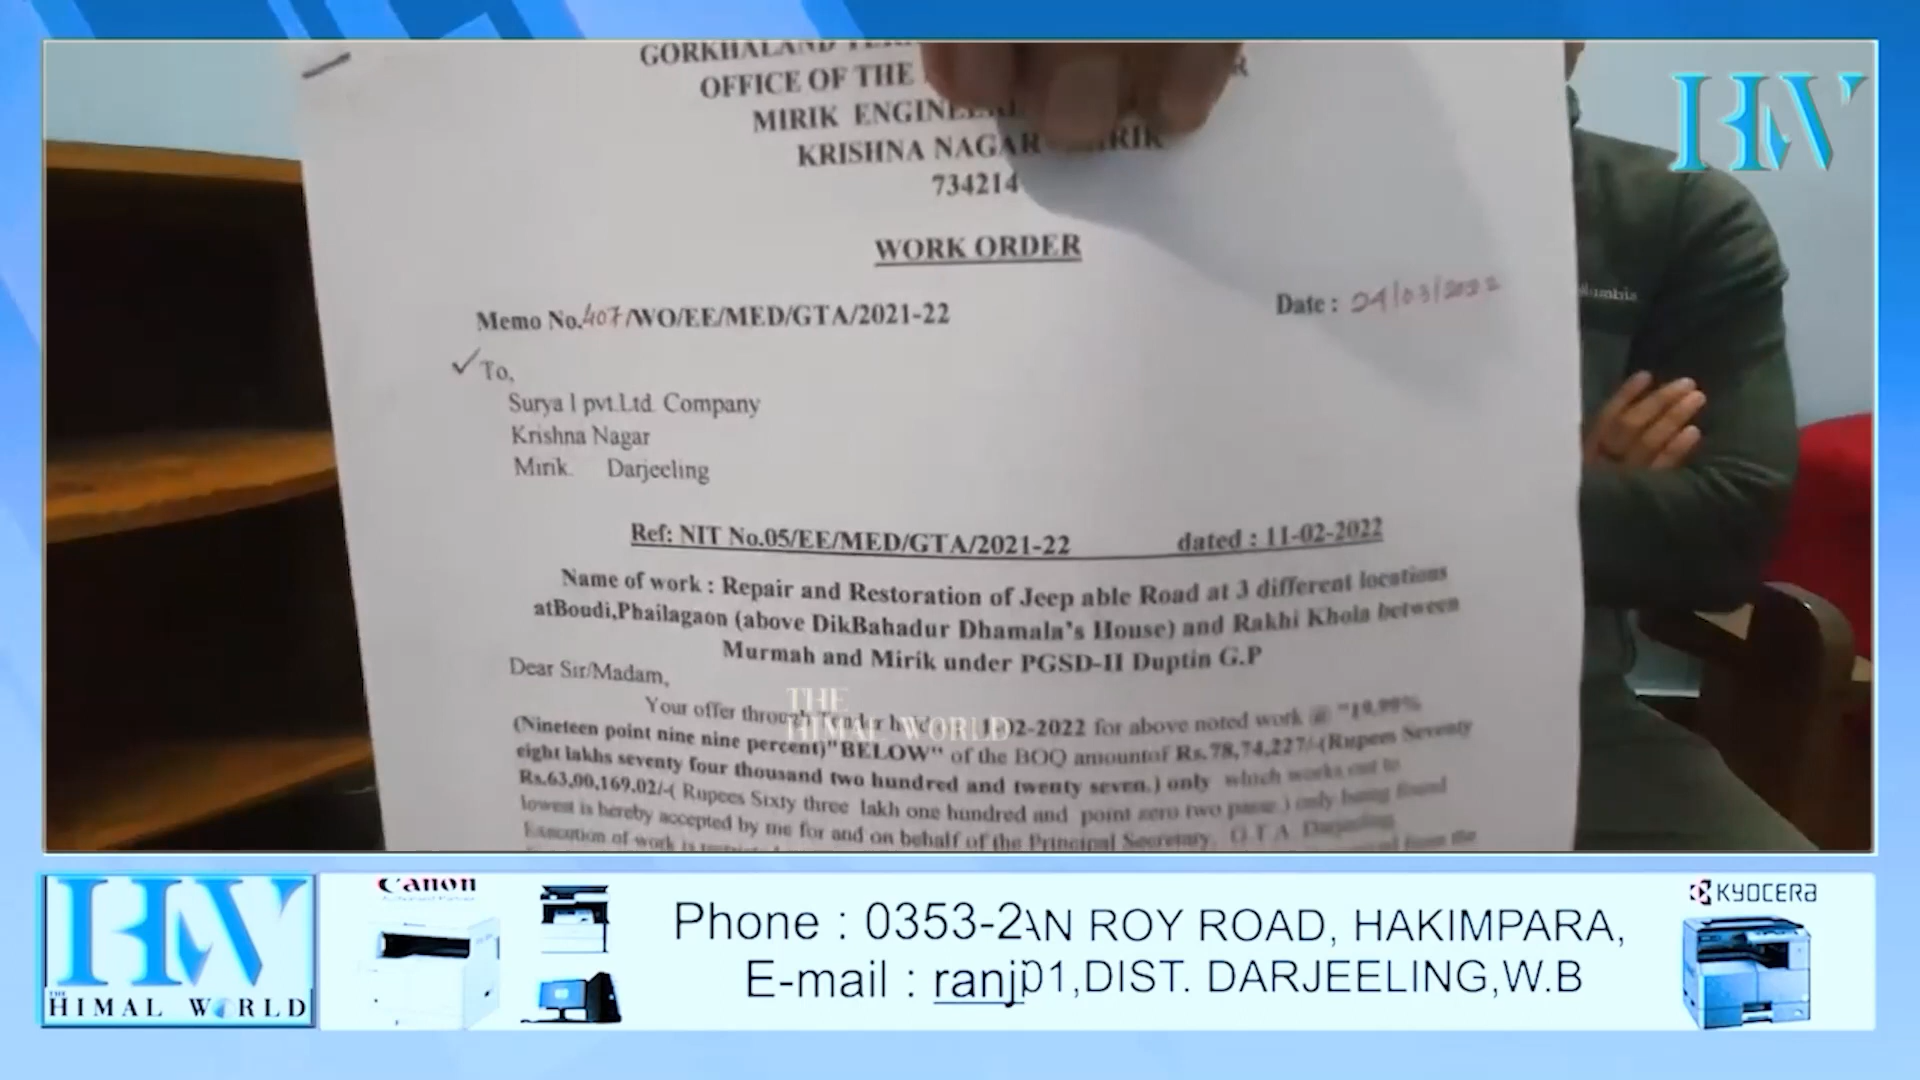 GORKHALAND
OFFICE OF THE
MIRIK ENGINEERI
KRISHNA NAGAR MIRIK
734214
WORK ORDER
Memo No.407/WO/EE/MED/GTA/2021-22
Date : 24/03/2022
To,
Surya I pvt.Ltd. Company
Krishna Nagar
Mirik. Darjeeling
Ref: NIT No.05/EE/MED/GTA/2021-22 dated : 11-02-2022
Name of work : Repair and Restoration of Jeep able Road at 3 different locations
atBoudi,Phailagaon (above DikBahadur Dhamala's House) and Rakhi Khola between
Murmah and Mirik under PGSD-II Duptin G.P
Dear Sir/Madam,
Your offer through Tender 02-2022 for above noted work @ "19.99%
(Nineteen point nine nine percent)"BELOW" of the BOQ amountof Rs.78,74,227/-(Rupees Seventy
eight lakhs seventy four thousand two hundred and twenty seven.) only which works out to
Rs.63,00,169.02/-( Rupees Sixty three lakh one hundred and point zero two paise.) only being found
lowest is hereby accepted by me for and on behalf of the Principal Secretary, G.T.A. Darjeeling
Execution of work is
THE
HIMAL WORLD
HW
Columbia
HW
THE
HIMAL WORLD
Canon
Phone : 0353-2AN ROY ROAD, HAKIMPARA,
E-mail : ranj01,DIST. DARJEELING,W.B
KYOCERA